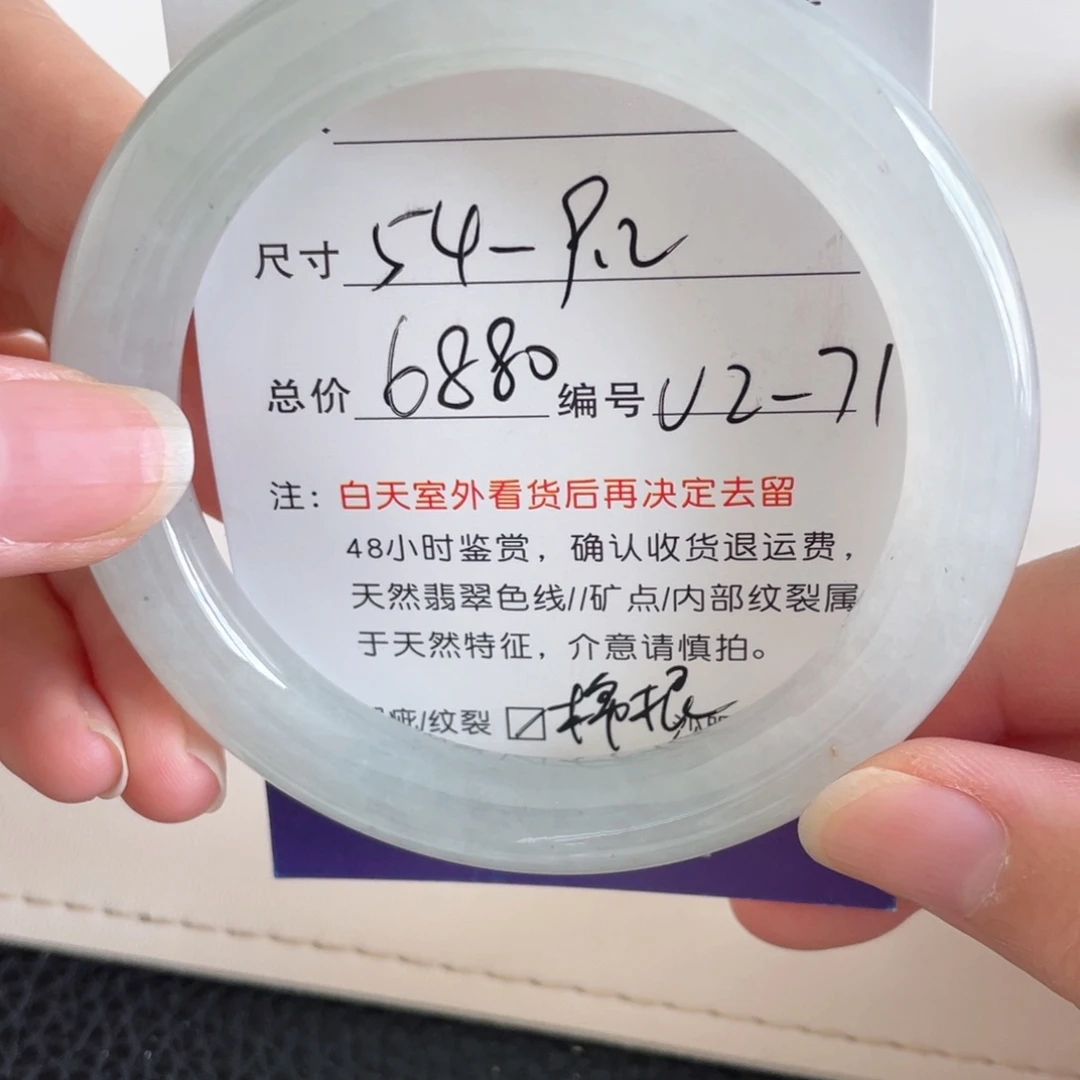 尺寸 54-8.2
总价 6880 编号 U2-71
注：白天室外看货后再决定去留
48小时鉴赏，确认收货退运费，
天然翡翠色线//矿点/内部纹裂属
于天然特征，介意请慎拍。
疵/纹裂 ☑ 棉根